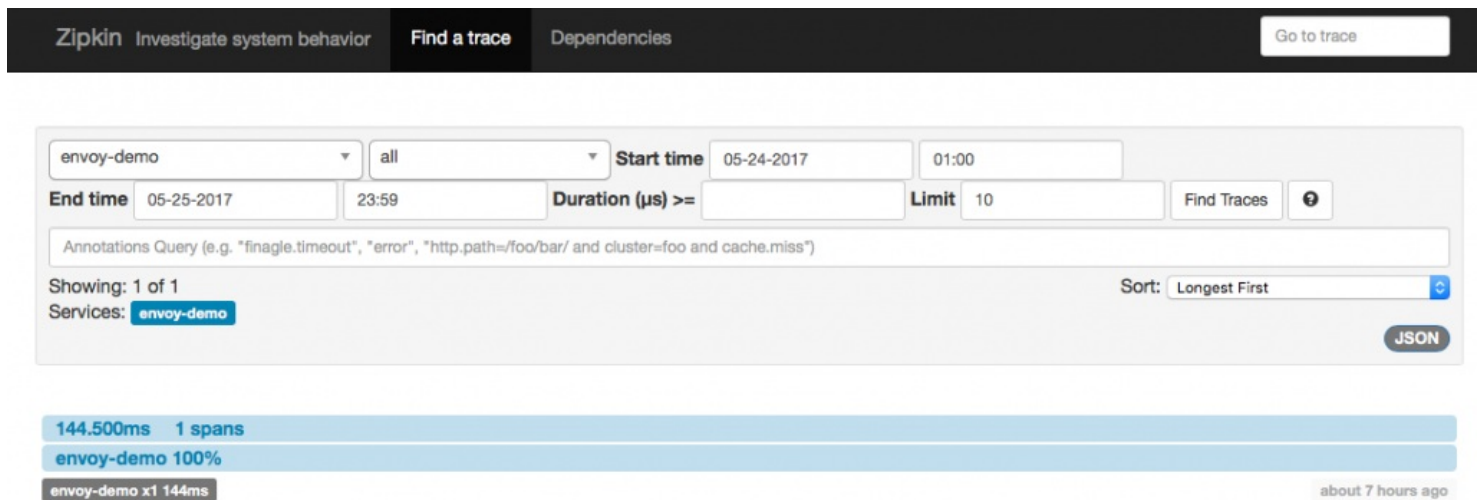 Zipkin Investigate system behavior Find a trace Dependencies Go to trace
envoy-demo all Start time 05-24-2017 01:00
End time 05-25-2017 23:59 Duration (μs) >= Limit 10 Find Traces ?
Annotations Query (e.g. "finagle.timeout", "error", "http.path=/foo/bar/ and cluster=foo and cache.miss")
Showing: 1 of 1 Sort: Longest First
Services: envoy-demo
JSON
144.500ms 1 spans
envoy-demo 100%
envoy-demo x1 144ms about 7 hours ago